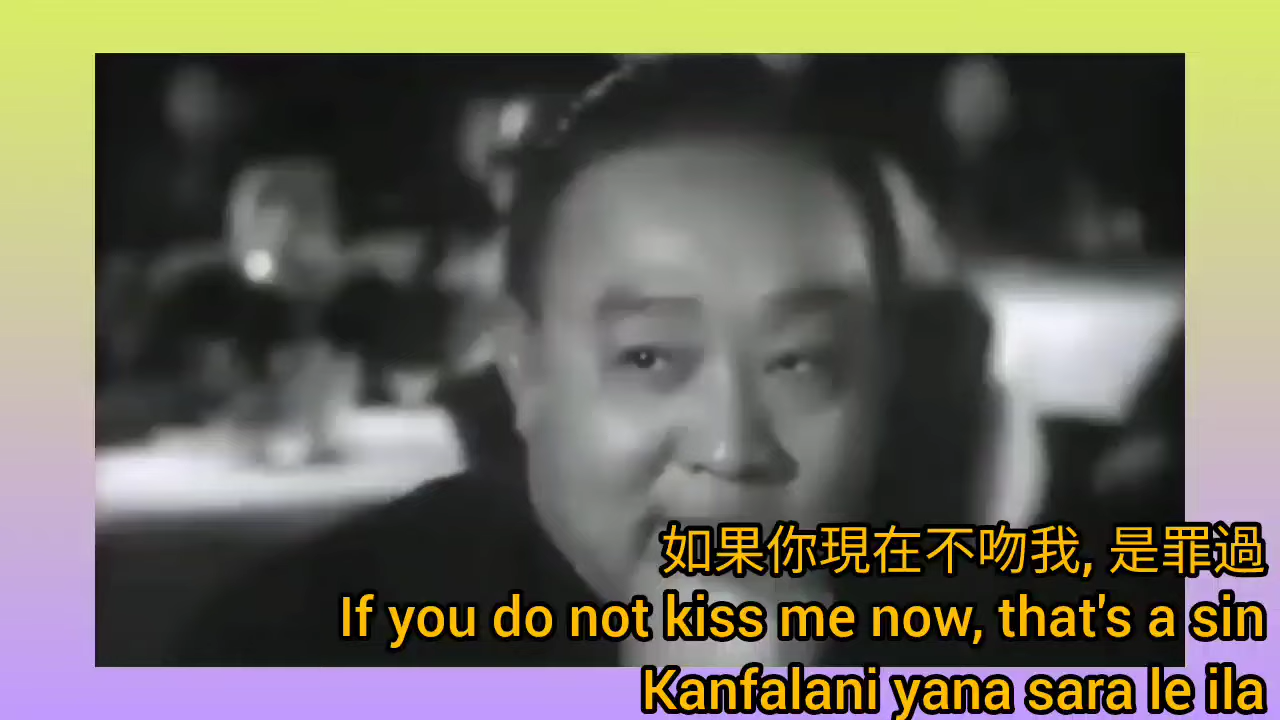 如果你現在不吻我, 是罪過
If you do not kiss me now, that's a sin
Kanfalani yana sara le ila